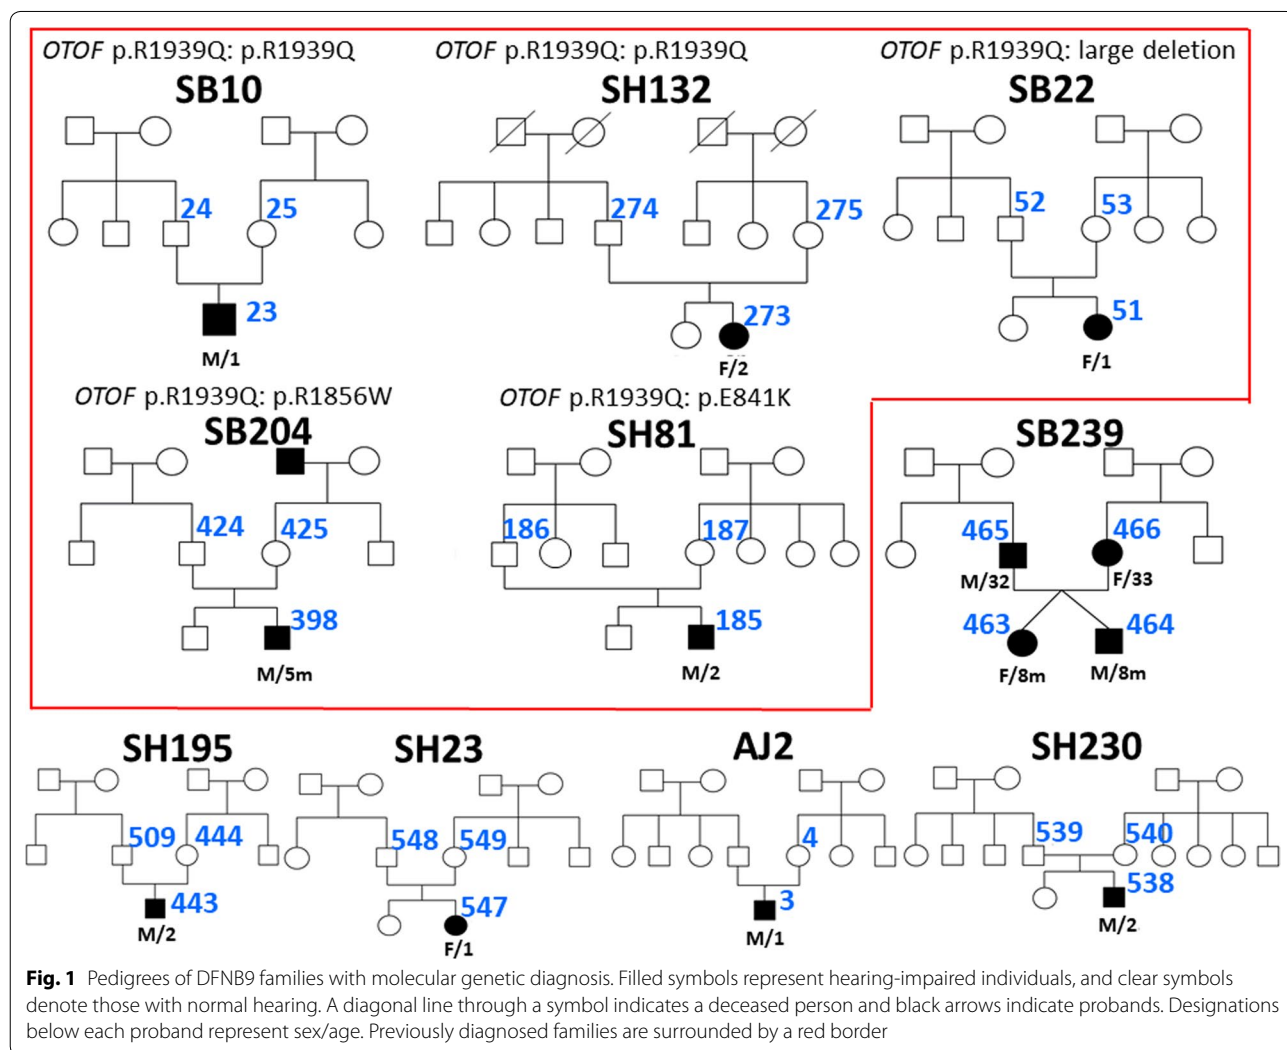 OTOF p.R1939Q: p.R1939Q
SB10
24
25
23
M/1
OTOF p.R1939Q: p.R1939Q
SH132
274
275
273
F/2
OTOF p.R1939Q: large deletion
SB22
52
53
51
F/1
OTOF p.R1939Q: p.R1856W
SB204
424
425
398
M/5m
OTOF p.R1939Q: p.E841K
SH81
186
187
185
M/2
SB239
465
466
M/32
F/33
463
464
F/8m
M/8m
SH195
509
444
443
M/2
SH23
548
549
547
F/1
AJ2
4
3
M/1
SH230
539
540
538
M/2
Fig. 1 Pedigrees of DFNB9 families with molecular genetic diagnosis. Filled symbols represent hearing-impaired individuals, and clear symbols
denote those with normal hearing. A diagonal line through a symbol indicates a deceased person and black arrows indicate probands. Designations
below each proband represent sex/age. Previously diagnosed families are surrounded by a red border